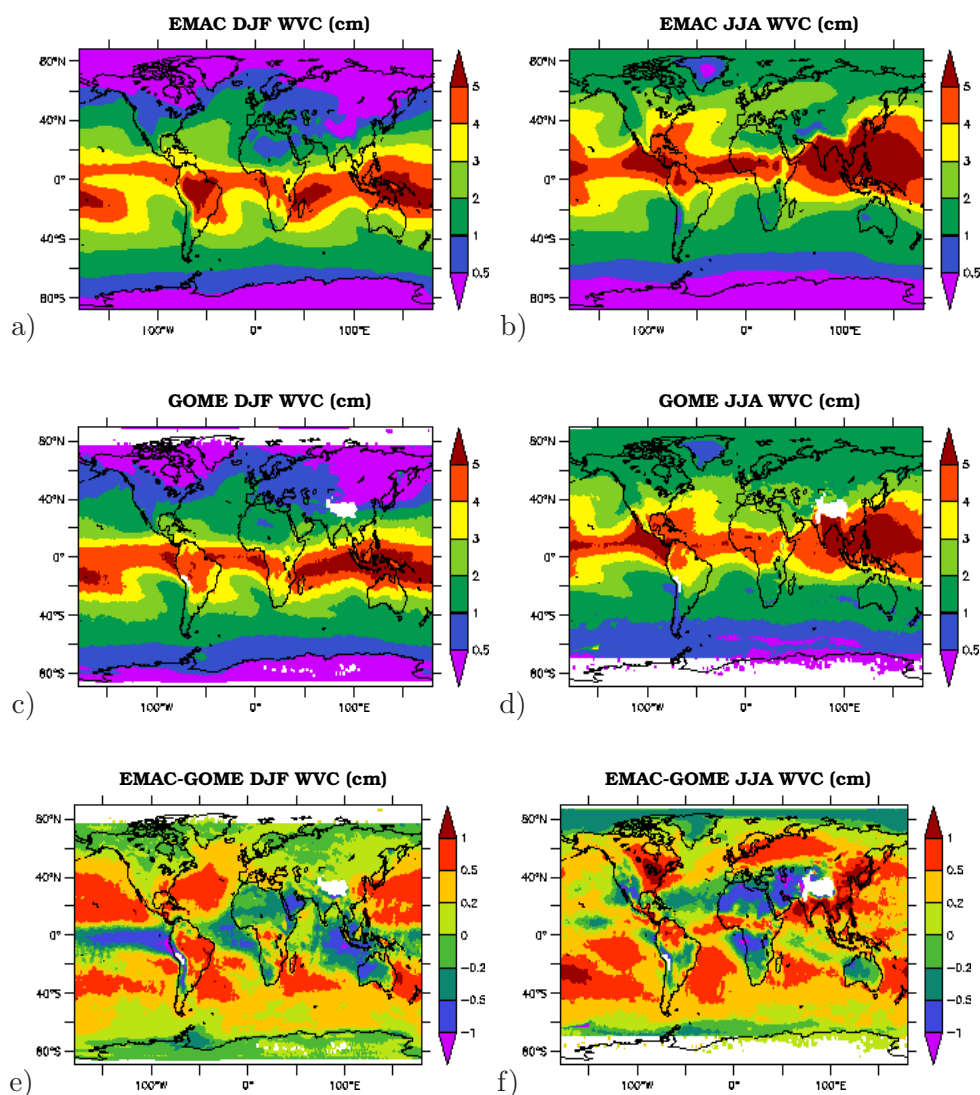 EMAC DJF WVC (cm)
80°N
40°N
0°
40°S
80°S
100°W
0°
100°E
5
4
3
2
1
0.5
a)
EMAC JJA WVC (cm)
80°N
40°N
0°
40°S
80°S
100°W
0°
100°E
5
4
3
2
1
0.5
b)
GOME DJF WVC (cm)
80°N
40°N
0°
40°S
80°S
100°W
0°
100°E
5
4
3
2
1
0.5
c)
GOME JJA WVC (cm)
80°N
40°N
0°
40°S
80°S
100°W
0°
100°E
5
4
3
2
1
0.5
d)
EMAC-GOME DJF WVC (cm)
80°N
40°N
0°
40°S
80°S
100°W
0°
100°E
1
0.5
0.2
0
−0.2
−0.5
−1
e)
EMAC-GOME JJA WVC (cm)
80°N
40°N
0°
40°S
80°S
100°W
0°
100°E
1
0.5
0.2
0
−0.2
−0.5
−1
f)